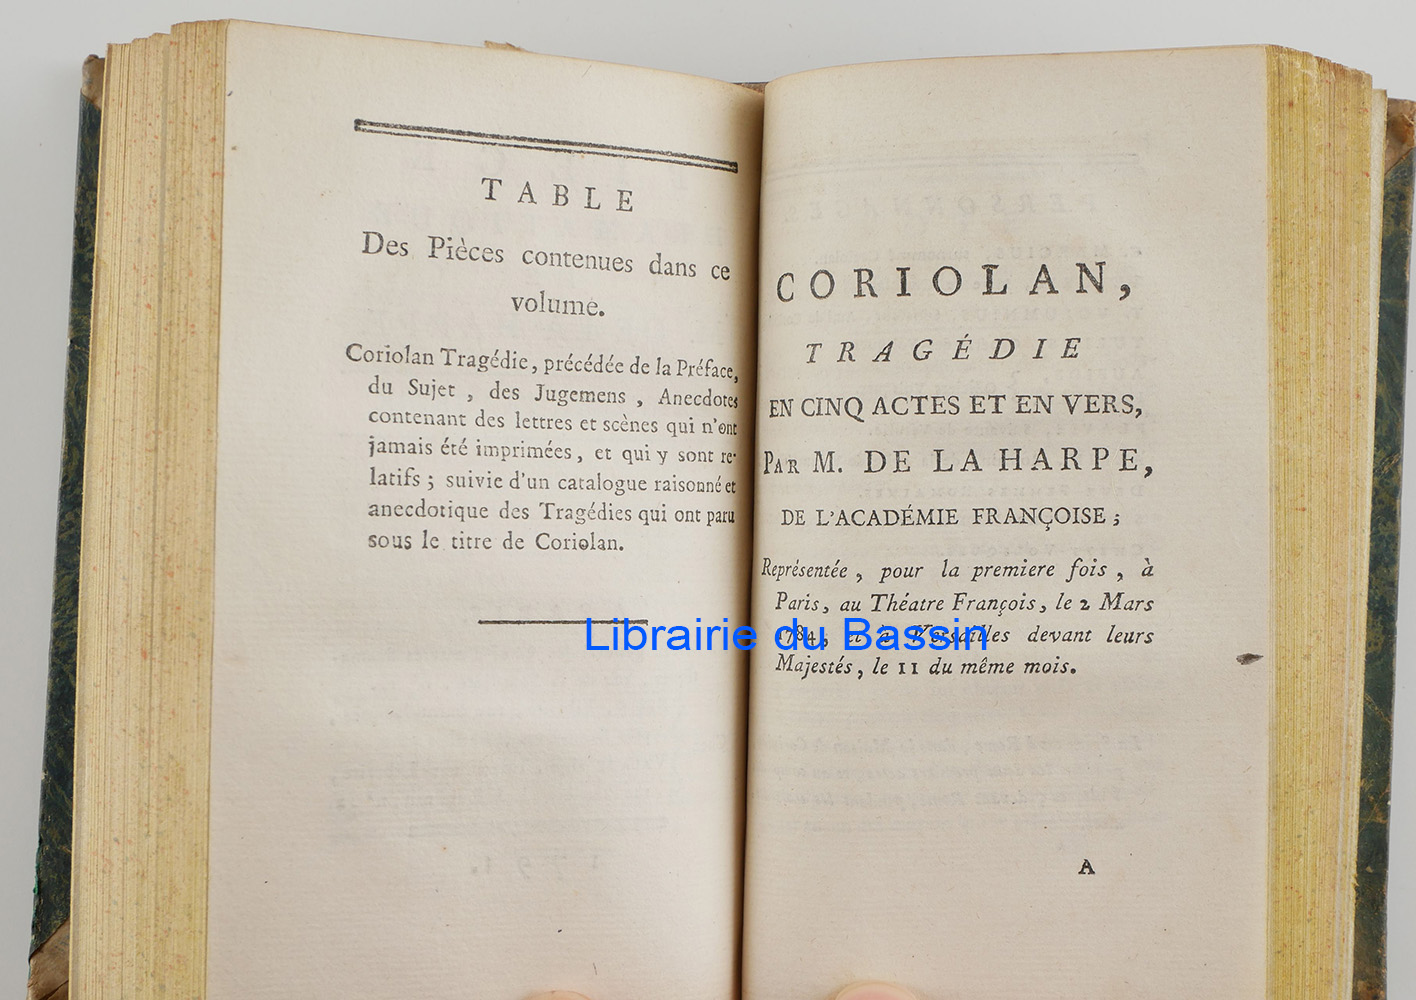 TABLE
Des Pièces contenues dans ce
volume.
Coriolan Tragédie, précédée de la Préface,
du Sujet , des Jugemens , Anecdotes
contenant des lettres et scènes qui n'ont
jamais été imprimées, et qui y sont re-
latifs ; suivie d'un catalogue raisonné et
anecdotique des Tragédies qui ont paru
sous le titre de Coriolan.
CORIOLAN,
TRAGÉDIE
EN CINQ ACTES ET EN VERS,
PAR M. DE LA HARPE,
DE L'ACADÉMIE FRANÇOISE ;
Représentée , pour la premiere fois , à
Paris, au Théatre François, le 2 Mars
1784, et à Versailles devant leurs
Majestés, le 11 du même mois.
A
Librairie du Bassin